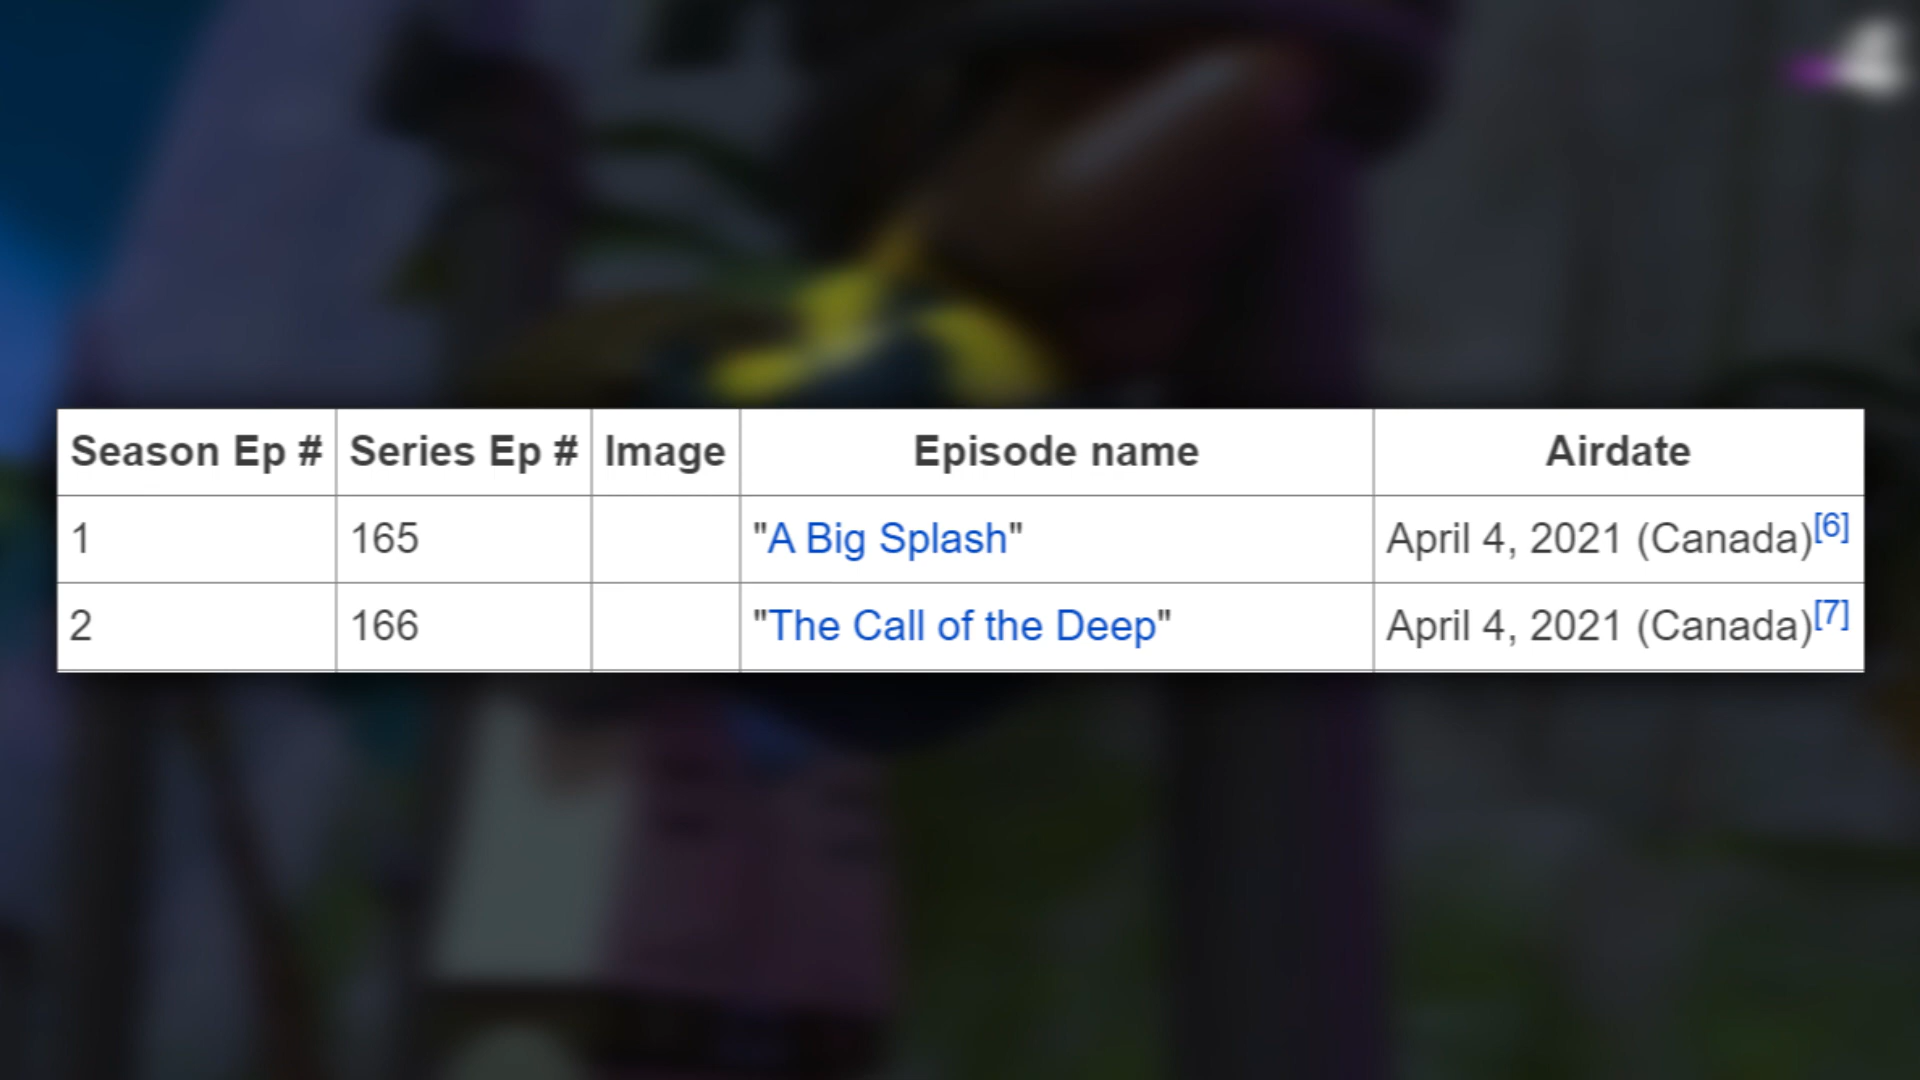 Season Ep # Series Ep # Image Episode name Airdate
1 165 "A Big Splash" April 4, 2021 (Canada)[6]
2 166 "The Call of the Deep" April 4, 2021 (Canada)[7]